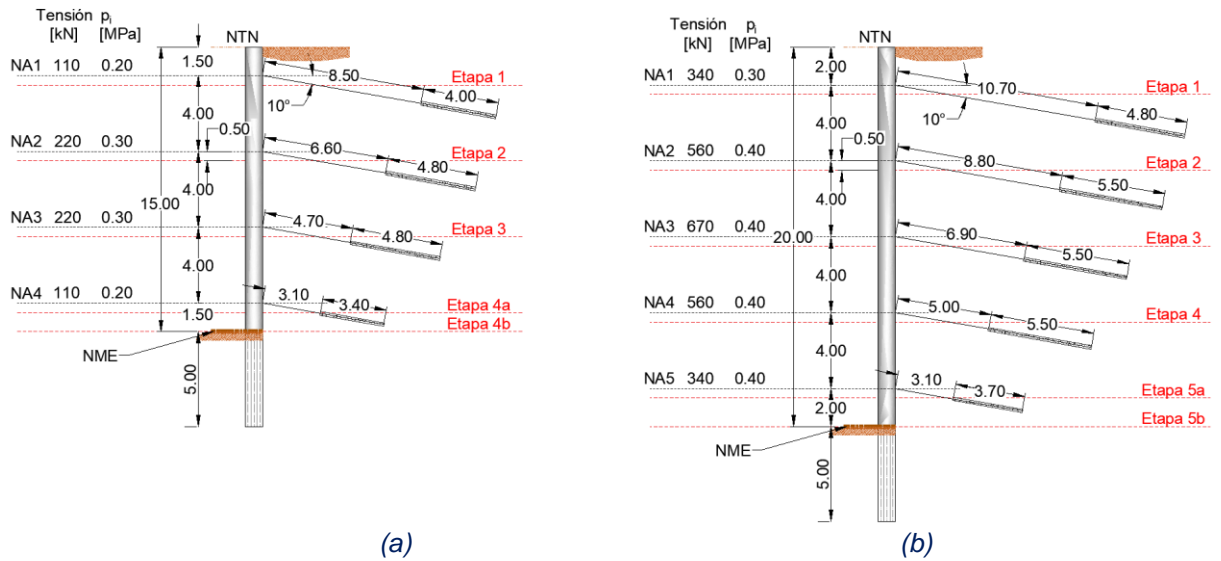 Tensión pᵢ
[kN] [MPa]
NTN
NA1 110 0.20
1.50
8.50
4.00
10°
Etapa 1
4.00
0.50
NA2 220 0.30
6.60
4.80
Etapa 2
4.00
15.00
NA3 220 0.30
4.70
4.80
Etapa 3
4.00
NA4 110 0.20
3.10
3.40
Etapa 4a
1.50
Etapa 4b
NME
5.00
(a)
Tensión pᵢ
[kN] [MPa]
NTN
NA1 340 0.30
2.00
10.70
4.80
10°
Etapa 1
4.00
0.50
NA2 560 0.40
8.80
5.50
Etapa 2
4.00
NA3 670 0.40
20.00
6.90
5.50
Etapa 3
4.00
NA4 560 0.40
5.00
5.50
Etapa 4
4.00
NA5 340 0.40
3.10
3.70
Etapa 5a
2.00
Etapa 5b
NME
5.00
(b)